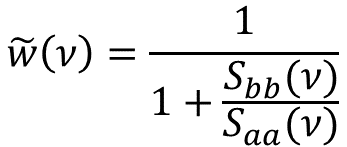 w̃(ν) = 1 / (1 + S_bb(ν) / S_aa(ν))